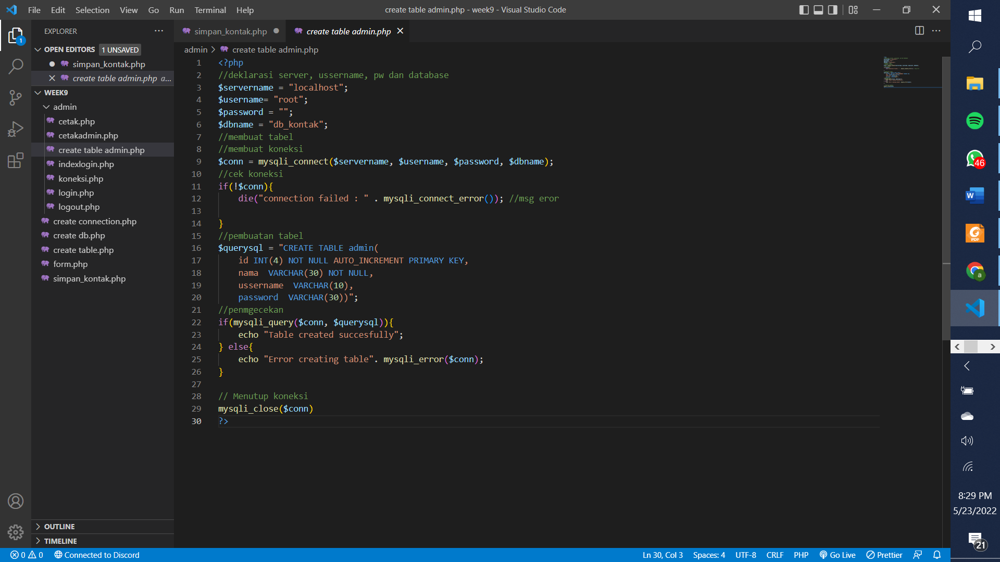 File Edit Selection View Go Run Terminal Help
create table admin.php - week9 - Visual Studio Code
EXPLORER
OPEN EDITORS 1 UNSAVED
simpan_kontak.php
create table admin.php a...
WEEK9
admin
cetak.php
cetakadmin.php
create table admin.php
indexlogin.php
koneksi.php
login.php
logout.php
create connection.php
create db.php
create table.php
form.php
simpan_kontak.php
OUTLINE
TIMELINE
simpan_kontak.php
create table admin.php
admin > create table admin.php
1 <?php
2 //deklarasi server, ussername, pw dan database
3 $servername = "localhost";
4 $username= "root";
5 $password = "";
6 $dbname = "db_kontak";
7 //membuat tabel
8 //membuat koneksi
9 $conn = mysqli_connect($servername, $username, $password, $dbname);
10 //cek koneksi
11 if(!$conn){
12 die("connection failed : " . mysqli_connect_error()); //msg eror
13
14 }
15 //pembuatan tabel
16 $querysql = "CREATE TABLE admin(
17 id INT(4) NOT NULL AUTO_INCREMENT PRIMARY KEY,
18 nama VARCHAR(30) NOT NULL,
19 ussername VARCHAR(10),
20 password VARCHAR(30))";
21 //penmgecekan
22 if(mysqli_query($conn, $querysql)){
23 echo "Table created succesfully";
24 } else{
25 echo "Error creating table". mysqli_error($conn);
26 }
27
28 // Menutup koneksi
29 mysqli_close($conn)
30 ?>
1
46
W
PDF
a
8:29 PM
5/23/2022
21
0 0 Connected to Discord
Ln 30, Col 3 Spaces: 4 UTF-8 CRLF PHP Go Live Prettier